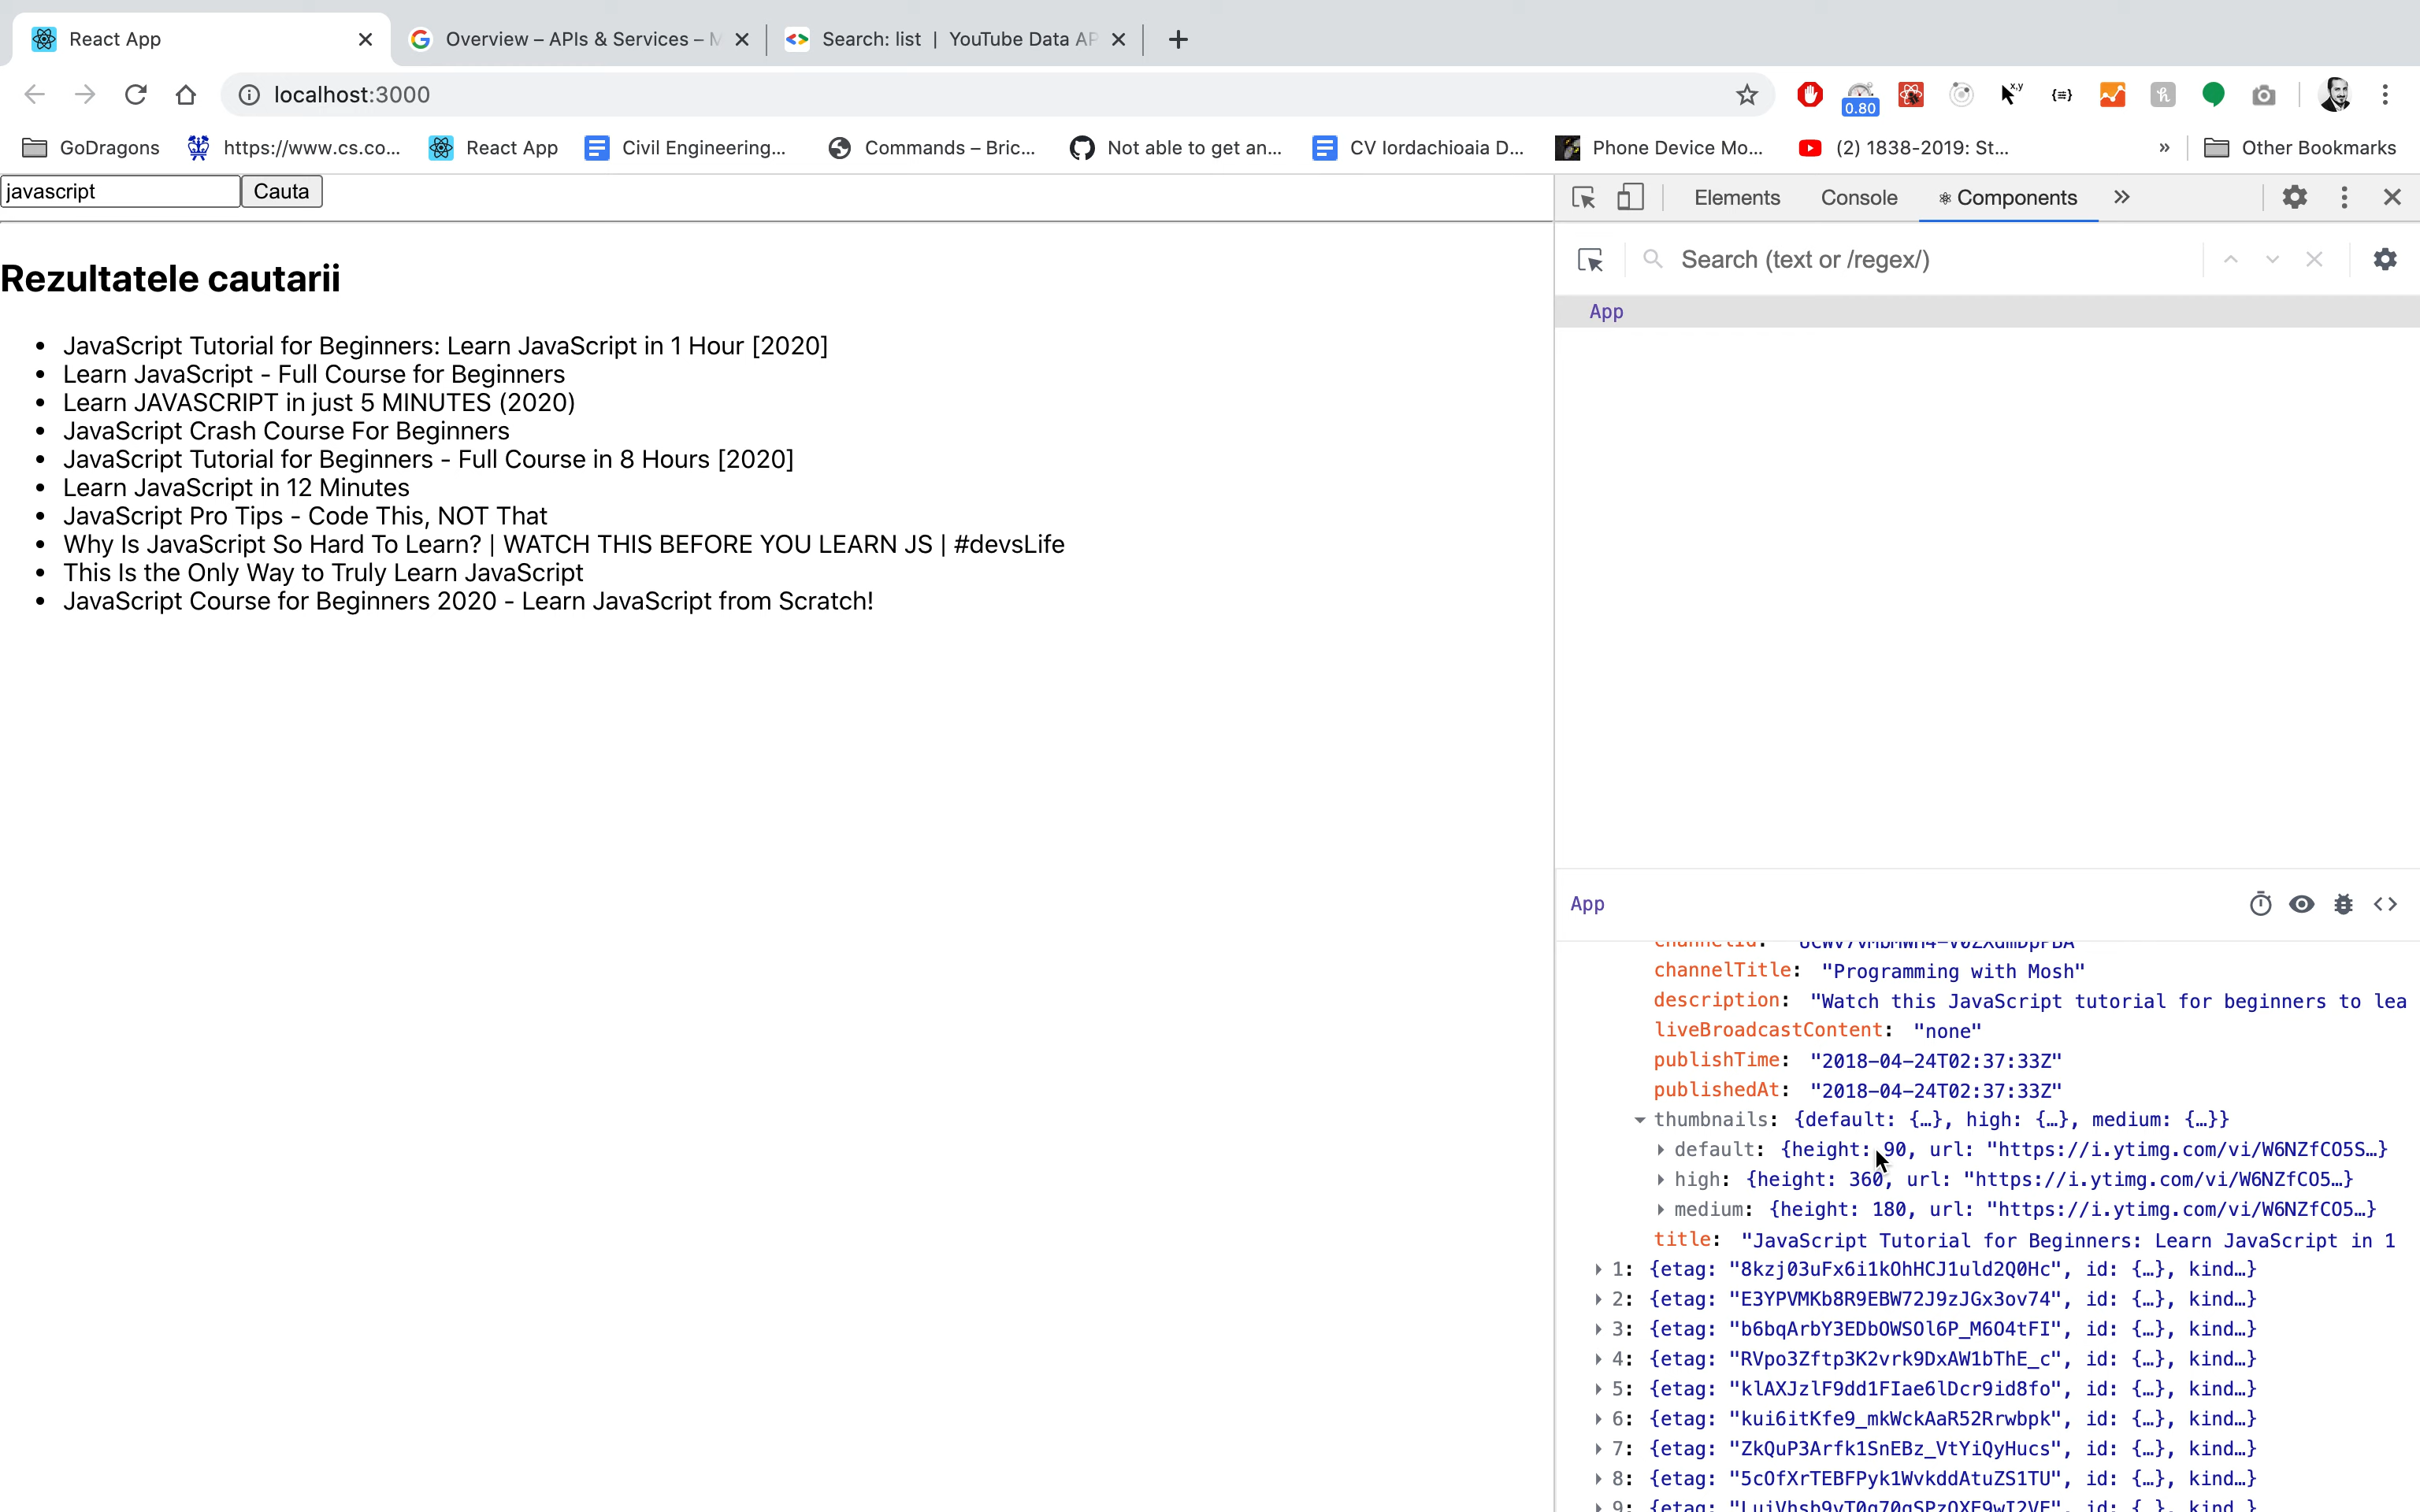 React App
Overview – APIs & Services – M
Search: list | YouTube Data AP
localhost:3000
0.80
x,y
GoDragons
https://www.cs.co...
React App
Civil Engineering...
Commands – Bric...
Not able to get an...
CV Iordachioaia D...
Phone Device Mo...
(2) 1838-2019: St...
»
Other Bookmarks
javascript
Cauta
Elements
Console
Components
Search (text or /regex/)
App
Rezultatele cautarii
JavaScript Tutorial for Beginners: Learn JavaScript in 1 Hour [2020]
Learn JavaScript - Full Course for Beginners
Learn JAVASCRIPT in just 5 MINUTES (2020)
JavaScript Crash Course For Beginners
JavaScript Tutorial for Beginners - Full Course in 8 Hours [2020]
Learn JavaScript in 12 Minutes
JavaScript Pro Tips - Code This, NOT That
Why Is JavaScript So Hard To Learn? | WATCH THIS BEFORE YOU LEARN JS | #devsLife
This Is the Only Way to Truly Learn JavaScript
JavaScript Course for Beginners 2020 - Learn JavaScript from Scratch!
App
channelTitle: "Programming with Mosh"
description: "Watch this JavaScript tutorial for beginners to lea
liveBroadcastContent: "none"
publishTime: "2018-04-24T02:37:33Z"
publishedAt: "2018-04-24T02:37:33Z"
thumbnails: {default: {…}, high: {…}, medium: {…}}
default: {height: 90, url: "https://i.ytimg.com/vi/W6NZfCO5S…}
high: {height: 360, url: "https://i.ytimg.com/vi/W6NZfCO5…}
medium: {height: 180, url: "https://i.ytimg.com/vi/W6NZfCO5…}
title: "JavaScript Tutorial for Beginners: Learn JavaScript in 1
1: {etag: "8kzj03uFx6i1kOhHCJ1uld2Q0Hc", id: {…}, kind…}
2: {etag: "E3YPVMKb8R9EBW72J9zJGx3ov74", id: {…}, kind…}
3: {etag: "b6bqArbY3EDbOWSOl6P_M6O4tFI", id: {…}, kind…}
4: {etag: "RVpo3Zftp3K2vrk9DxAW1bThE_c", id: {…}, kind…}
5: {etag: "klAXJzlF9dd1FIae6lDcr9id8fo", id: {…}, kind…}
6: {etag: "kui6itKfe9_mkWckAaR52Rrwbpk", id: {…}, kind…}
7: {etag: "ZkQuP3Arfk1SnEBz_VtYiQyHucs", id: {…}, kind…}
8: {etag: "5cOfXrTEBFPyk1WvkddAtuZS1TU", id: {…}, kind…}